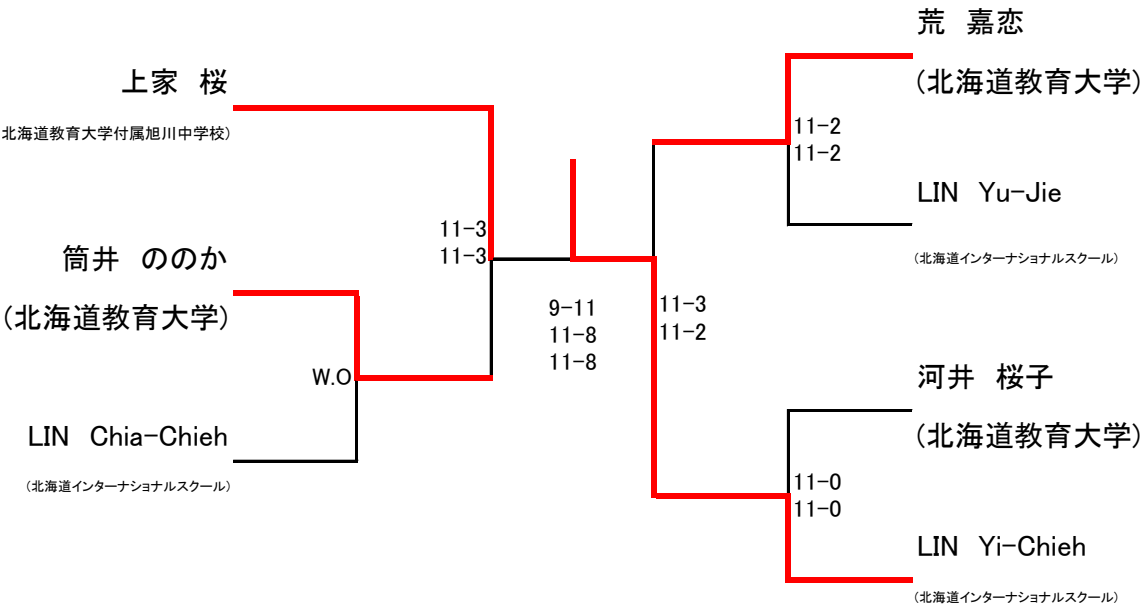 上家　桜
北海道教育大学付属旭川中学校)
11-3
11-3
筒井　ののか
(北海道教育大学)
W.O
LIN　Chia-Chieh
(北海道インターナショナルスクール)
9-11
11-8
11-8
11-3
11-2
荒　嘉恋
(北海道教育大学)
11-2
11-2
LIN　Yu-Jie
(北海道インターナショナルスクール)
河井　桜子
(北海道教育大学)
11-0
11-0
LIN　Yi-Chieh
(北海道インターナショナルスクール)